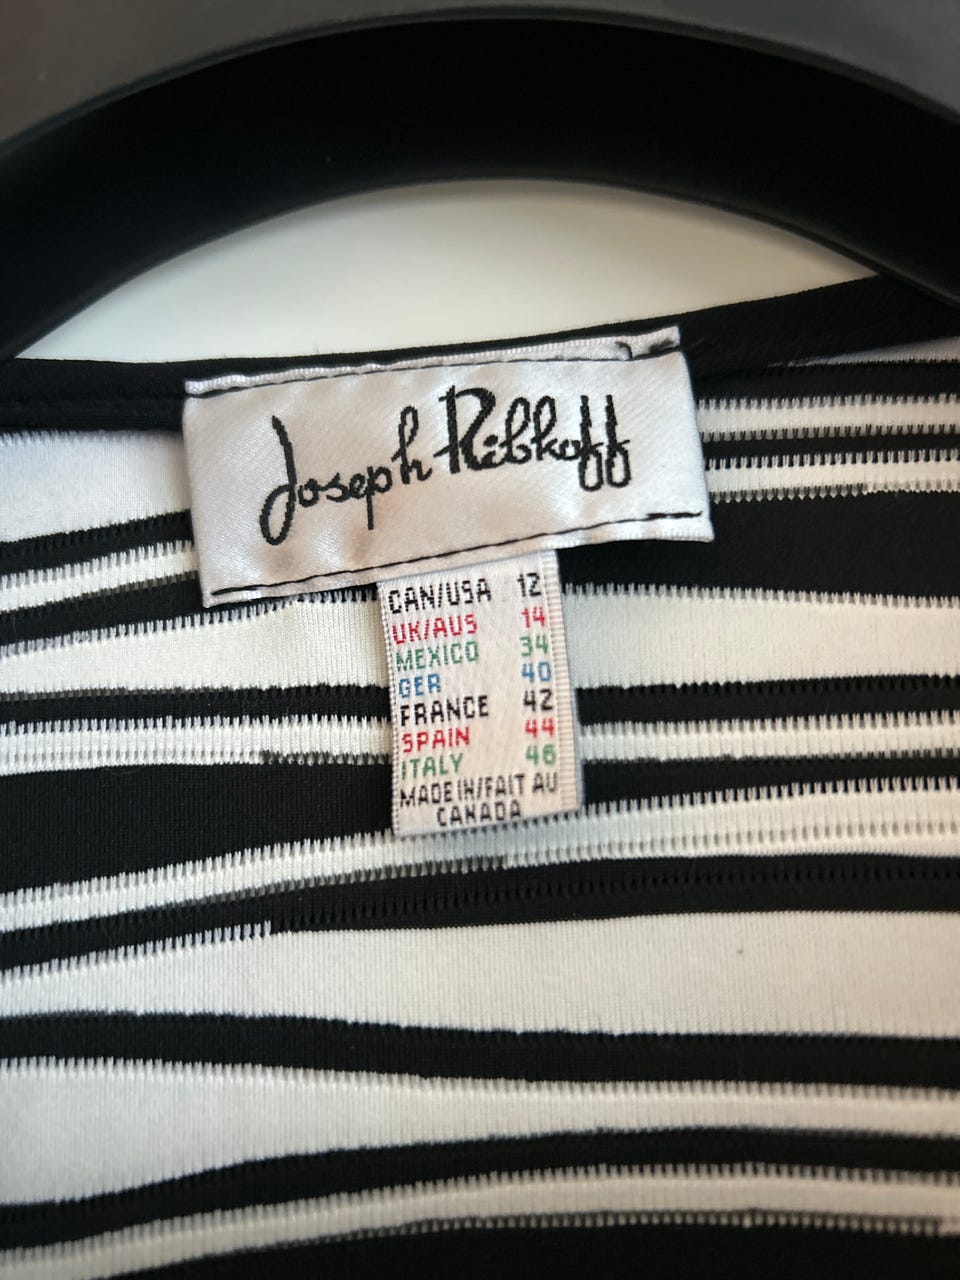 Joseph Ribkoff
CAN/USA 12
UK/AUS 14
MEXICO 34
GER 40
FRANCE 42
SPAIN 44
ITALY 46
MADE IN/FAIT AU
CANADA